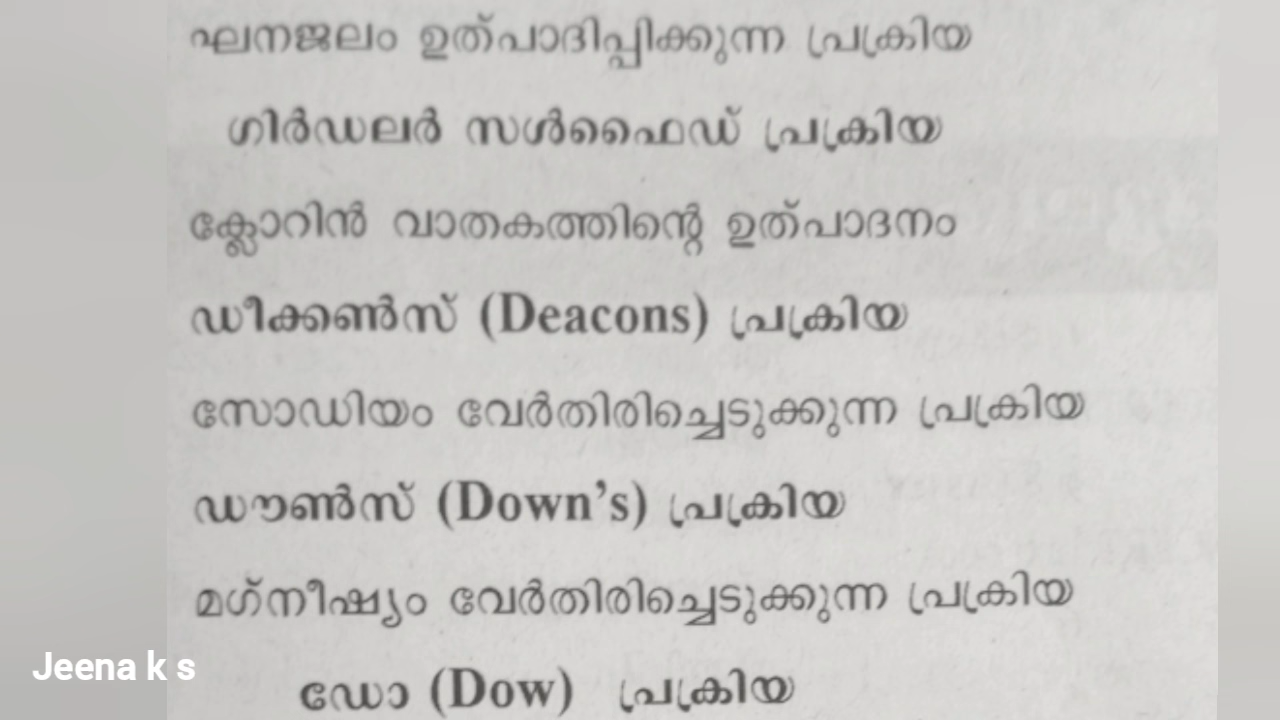 ഘനജലം ഉത്പാദിപ്പിക്കുന്ന പ്രക്രിയ
ഗിർഡലർ സൾഫൈഡ് പ്രക്രിയ
ക്ലോറിൻ വാതകത്തിന്റെ ഉത്പാദനം
ഡീക്കൺസ് (Deacons) പ്രക്രിയ
സോഡിയം വേർതിരിച്ചെടുക്കുന്ന പ്രക്രിയ
ഡൗൺസ് (Down's) പ്രക്രിയ
മഗ്നീഷ്യം വേർതിരിച്ചെടുക്കുന്ന പ്രക്രിയ
ഡോ (Dow) പ്രക്രിയ
Jeena k s